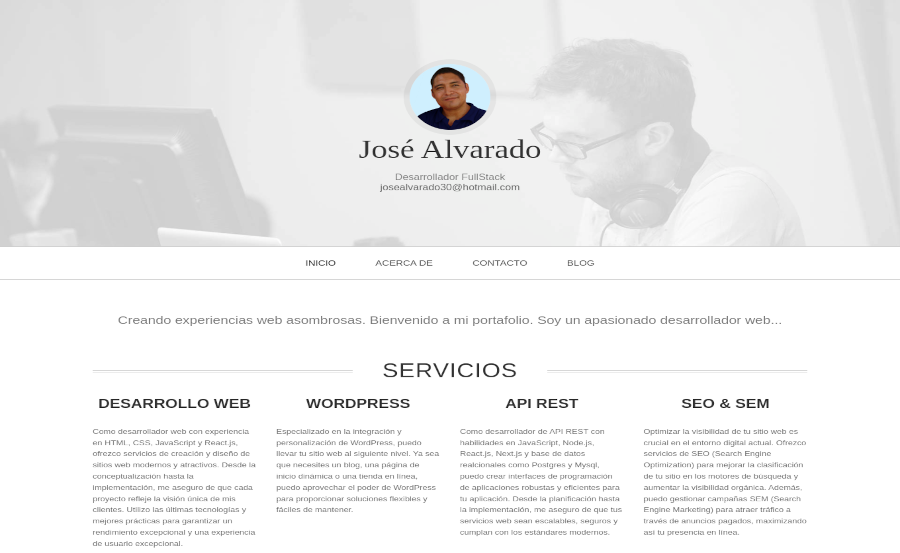 José Alvarado
Desarrollador FullStack
josealvarado30@hotmail.com
INICIO ACERCA DE CONTACTO BLOG
Creando experiencias web asombrosas. Bienvenido a mi portafolio. Soy un apasionado desarrollador web...
SERVICIOS
DESARROLLO WEB
Como desarrollador web con experiencia
en HTML, CSS, JavaScript y React.js,
ofrezco servicios de creación y diseño de
sitios web modernos y atractivos. Desde la
conceptualización hasta la
implementación, me aseguro de que cada
proyecto refleje la visión única de mis
clientes. Utilizo las últimas tecnologías y
mejores prácticas para garantizar un
rendimiento excepcional y una experiencia
de usuario excepcional.
WORDPRESS
Especializado en la integración y
personalización de WordPress, puedo
llevar tu sitio web al siguiente nivel. Ya sea
que necesites un blog, una página de
inicio dinámica o una tienda en línea,
puedo aprovechar el poder de WordPress
para proporcionar soluciones flexibles y
fáciles de mantener.
API REST
Como desarrollador de API REST con
habilidades en JavaScript, Node.js,
React.js, Next.js y base de datos
realcionales como Postgres y Mysql,
puedo crear interfaces de programación
de aplicaciones robustas y eficientes para
tu aplicación. Desde la planificación hasta
la implementación, me aseguro de que tus
servicios web sean escalables, seguros y
cumplan con los estándares modernos.
SEO & SEM
Optimizar la visibilidad de tu sitio web es
crucial en el entorno digital actual. Ofrezco
servicios de SEO (Search Engine
Optimization) para mejorar la clasificación
de tu sitio en los motores de búsqueda y
aumentar la visibilidad orgánica. Además,
puedo gestionar campañas SEM (Search
Engine Marketing) para atraer tráfico a
través de anuncios pagados, maximizando
así tu presencia en línea.